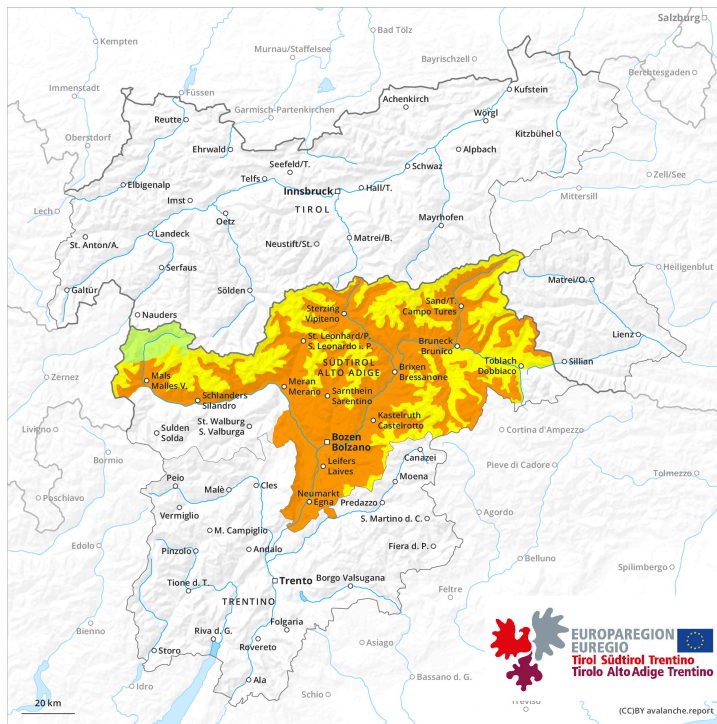 Salzburg
Kempten
Bad Tölz
Murnau/Staffelsee
Bayrischzell
Berchtesgaden
Immenstadt
Füssen
Garmisch-Partenkirchen
Achenkirch
Kufstein
Reutte
Wörgl
Oberstdorf
Ehrwald
Kitzbühel
Alpbach
Seefeld/T.
Schwaz
Zell/See
Elbigenalp
Telfs
Innsbruck
Hall/T.
Mittersill
Imst
TIROL
Lech
Oetz
Mayrhofen
St. Anton/A.
Landeck
Neustift/St.
Matrei/B.
Serfaus
Heiligenblut
Galtür
Sölden
Matrei/O.
Nauders
Sand/T.
Campo Tures
Sterzing
Vipiteno
Lienz
St. Leonhard/P.
S. Leonardo i. P.
Bruneck
Brunico
Sillian
SÜDTIROL
ALTO ADIGE
Toblach
Dobbiaco
Zernez
Mals
Malles V.
Brixen
Bressanone
Meran
Merano
Schlanders
Silandro
Sarnthein
Sarentino
Livigno
Sulden
Solda
St. Walburg
S. Valburga
Kastelruth
Castelrotto
Cortina d'Ampezzo
Bozen
Bolzano
Bormio
Canazei
Pieve di Cadore
Leifers
Laives
Tolmezzo
Peio
Moena
Poschiavo
Malè
Cles
Neumarkt
Egna
Predazzo
Vermiglio
Agordo
S. Martino d. C.
M. Campiglio
Edolo
Pinzolo
Andalo
Fiera d. P.
Belluno
Spilimbergo
Tione d. T.
Trento
Borgo Valsugana
Feltre
TRENTINO
Bienno
Folgaria
Riva d. G.
Rovereto
Asiago
Storo
Ala
Bassano d. G.
Idro
Schio
Treviso
EUROPAREGION
EUREGIO
Tirol Südtirol Trentino
Tirolo Alto Adige Trentino
20 km
(CC)BY avalanche.report